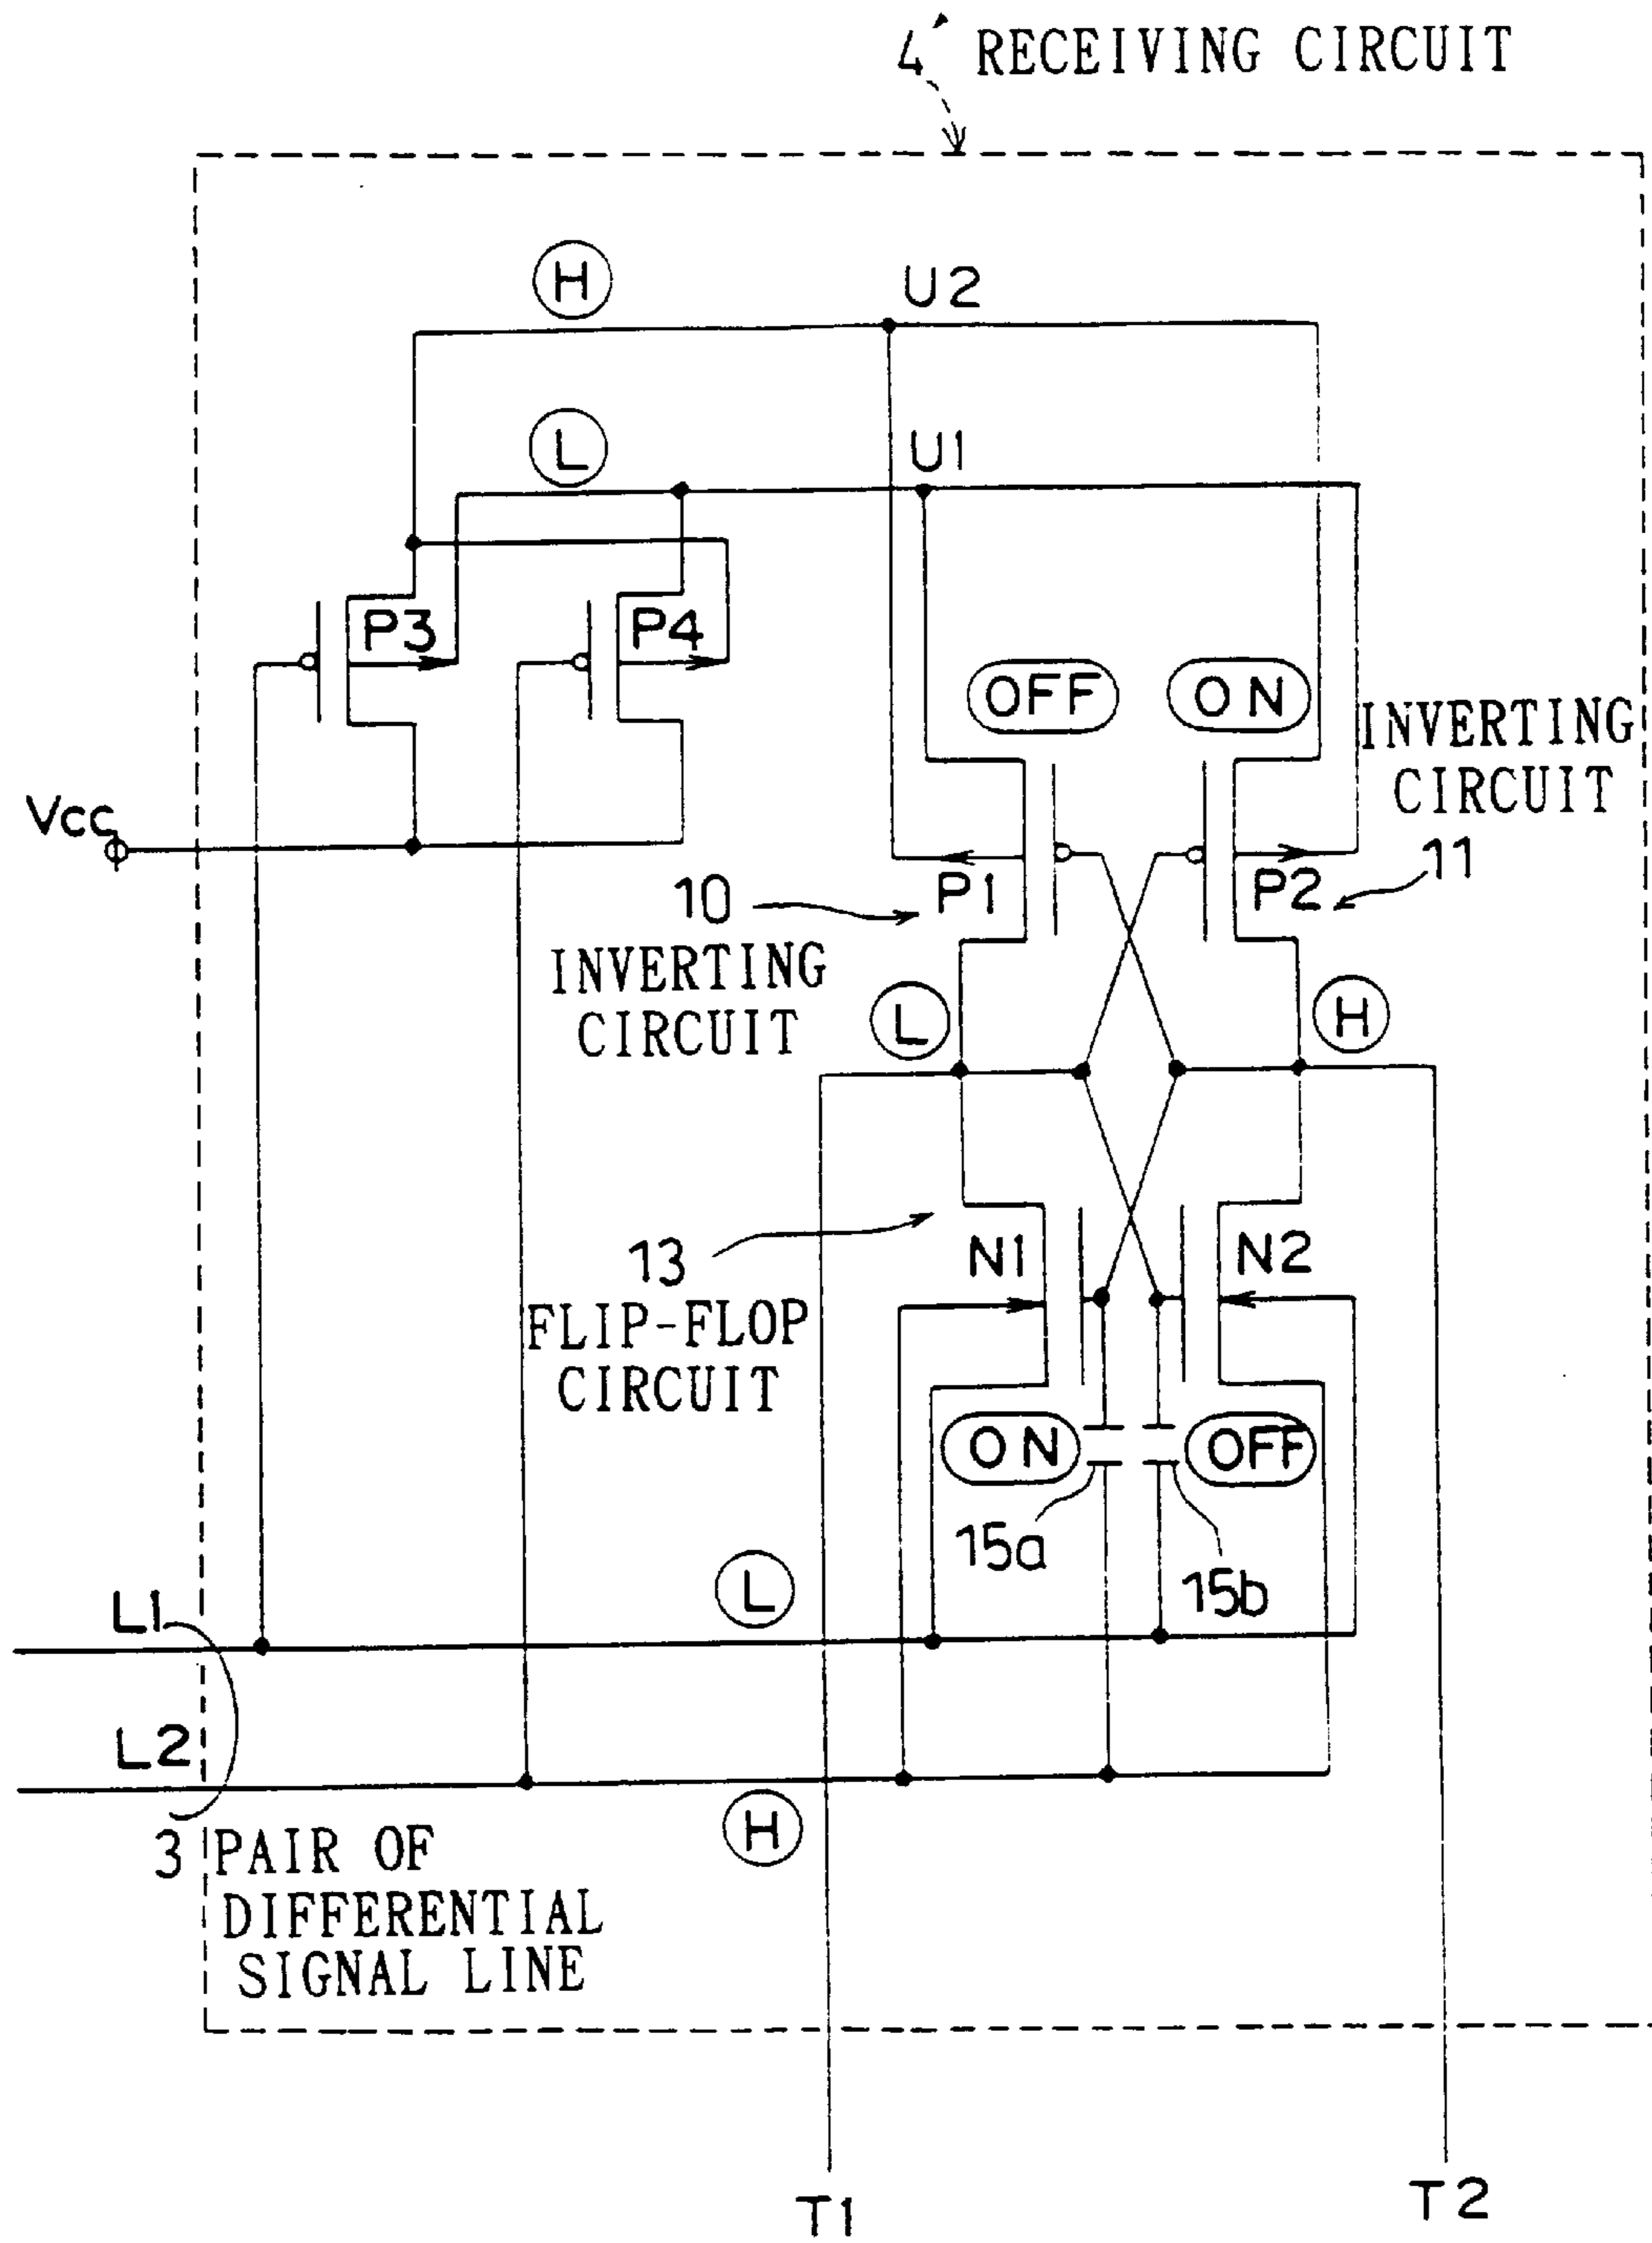 4′ RECEIVING CIRCUIT
H
U2
L
U1
P3
P4
OFF
ON
INVERTING
CIRCUIT
11
Vcc
10
INVERTING
CIRCUIT
P1
P2
L
H
13
FLIP-FLOP
CIRCUIT
N1
N2
ON
OFF
15a
15b
L1
L
L2
H
3 PAIR OF
DIFFERENTIAL
SIGNAL LINE
T1
T2